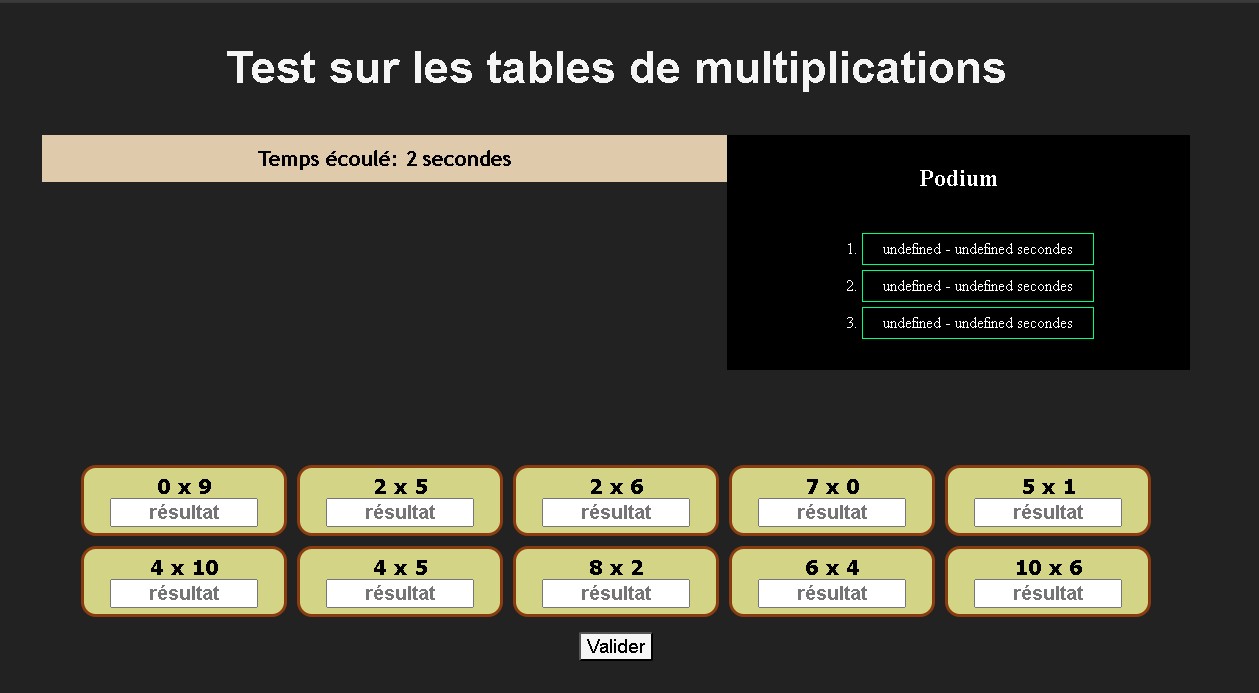 Test sur les tables de multiplications
Temps écoulé: 2 secondes
Podium
1. undefined - undefined secondes
2. undefined - undefined secondes
3. undefined - undefined secondes
0 x 9 2 x 5 2 x 6 7 x 0 5 x 1
résultat résultat résultat résultat résultat
4 x 10 4 x 5 8 x 2 6 x 4 10 x 6
résultat résultat résultat résultat résultat
Valider